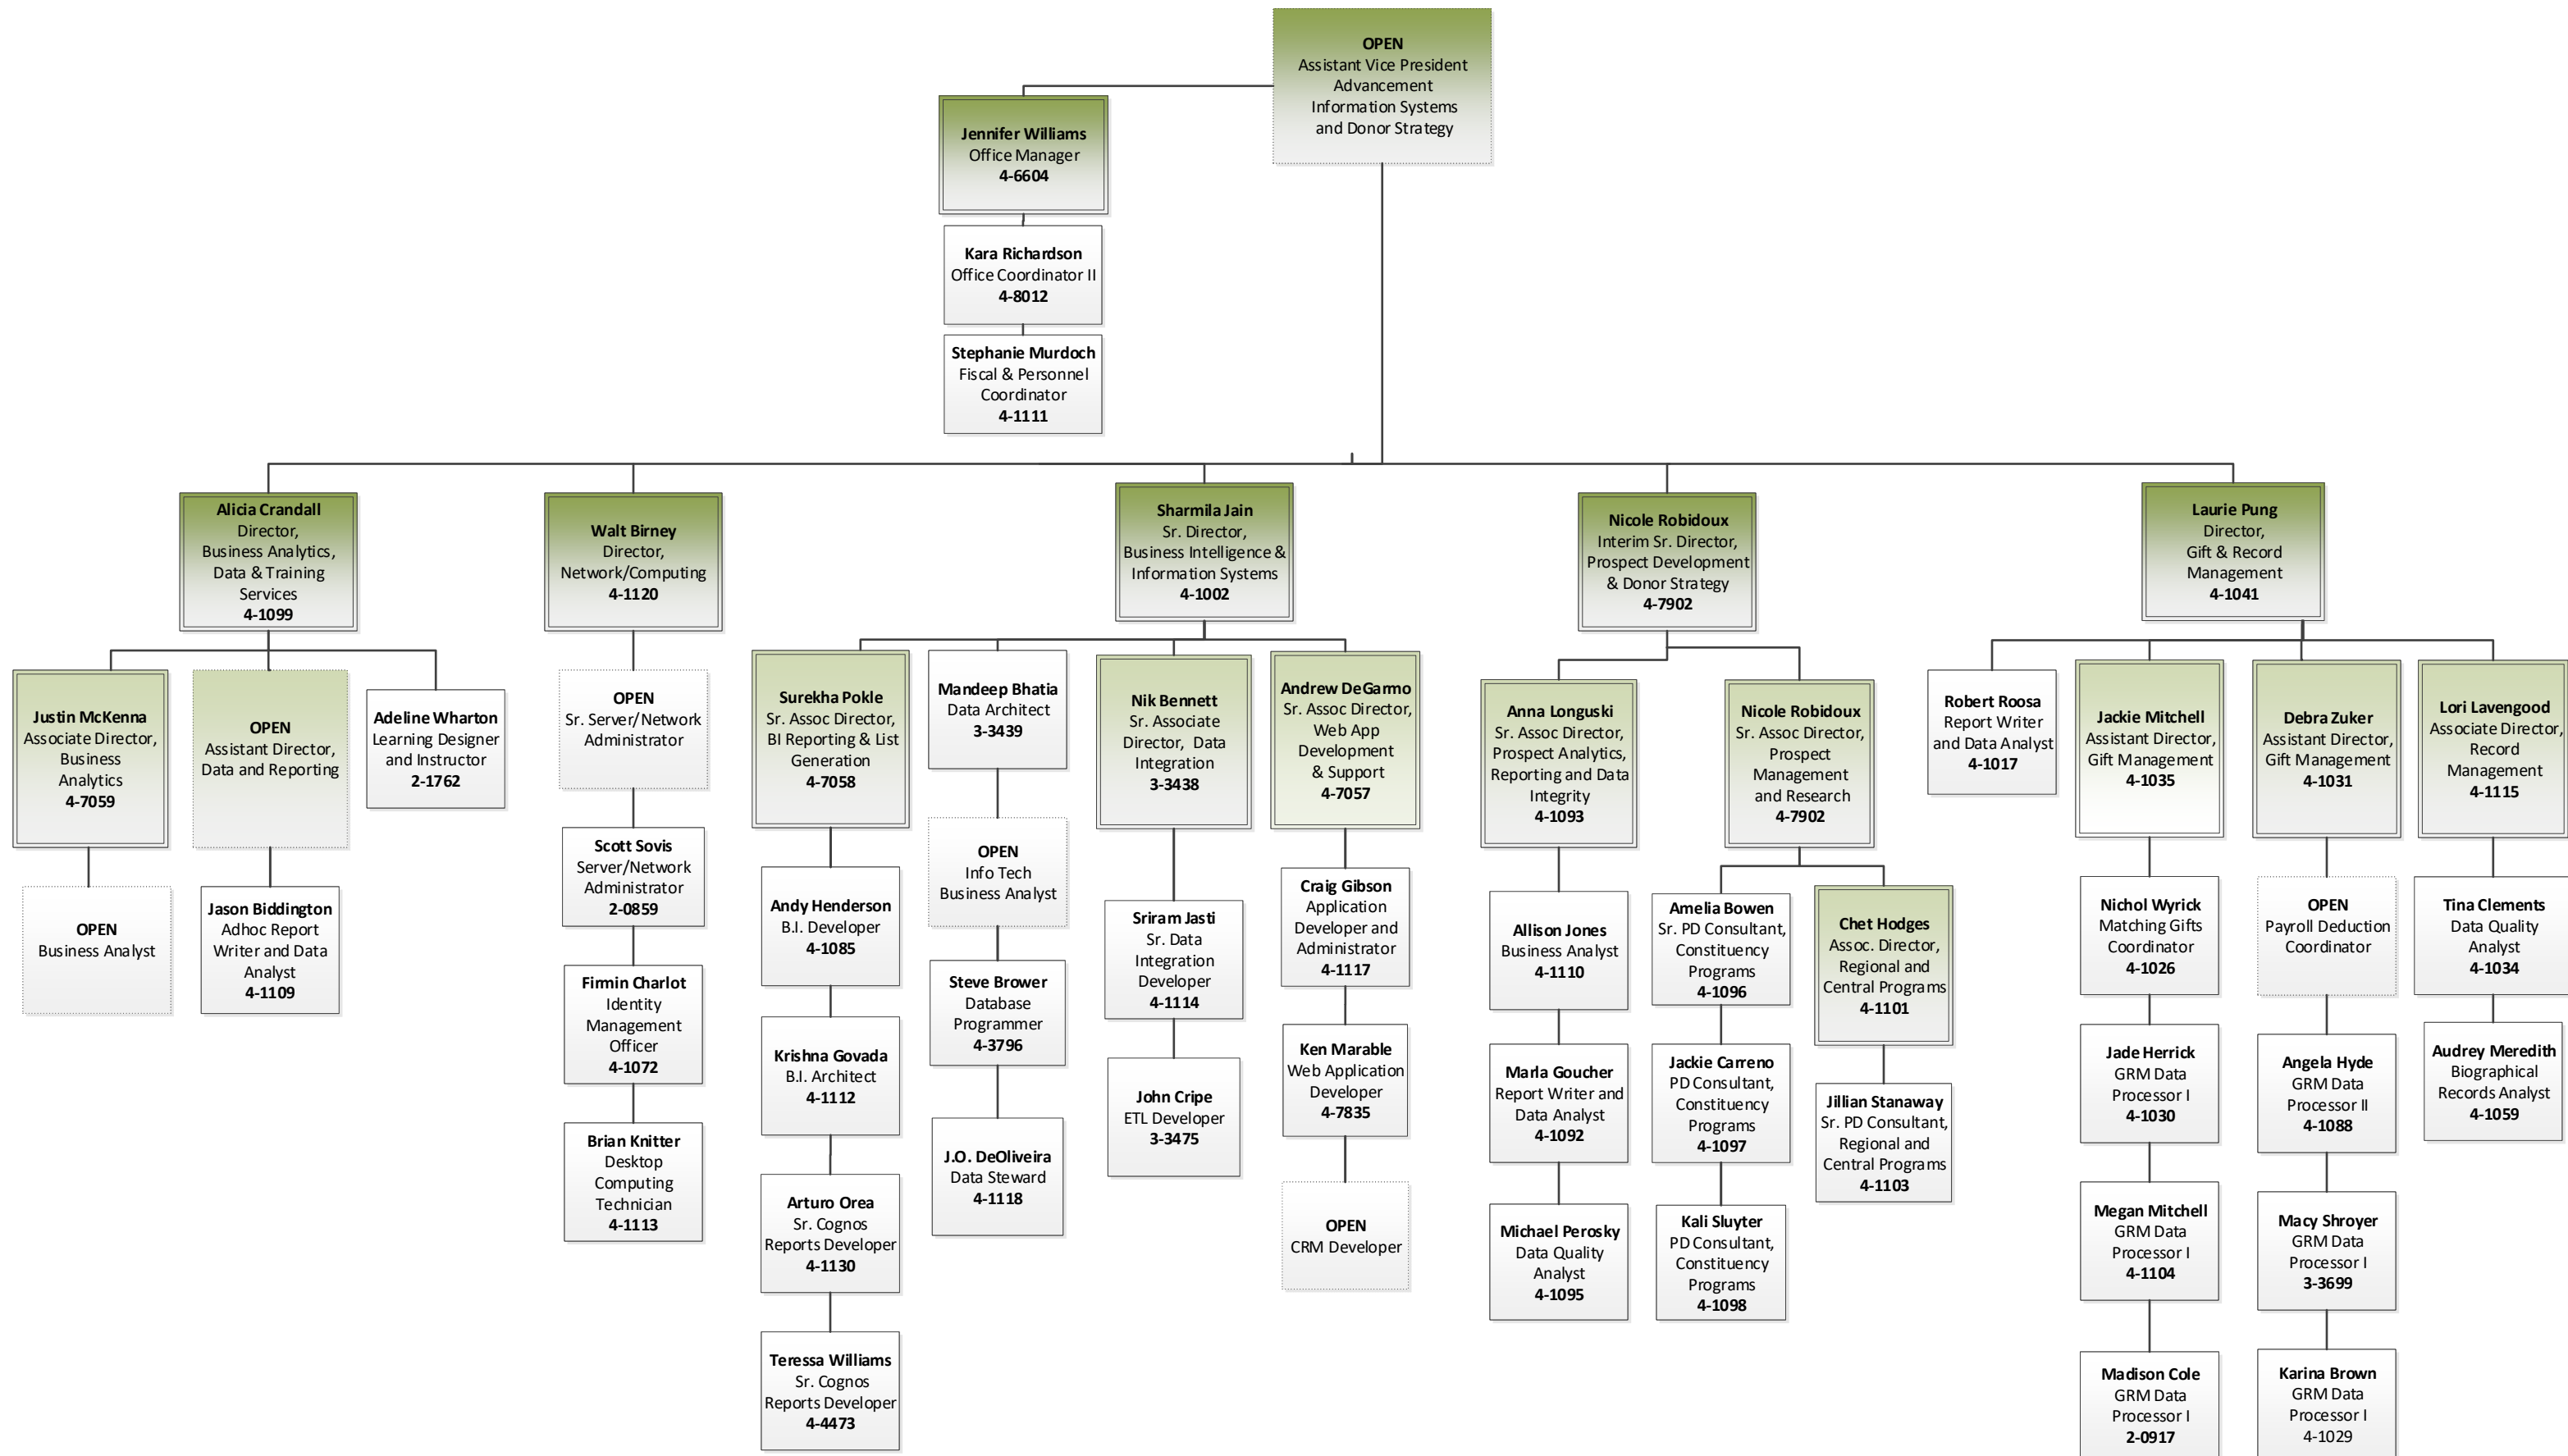 OPEN
Assistant Vice President
Advancement
Information Systems
and Donor Strategy
Jennifer Williams
Office Manager
4-6604
Kara Richardson
Office Coordinator II
4-8012
Stephanie Murdoch
Fiscal & Personnel
Coordinator
4-1111
Alicia Crandall
Director,
Business Analytics,
Data & Training
Services
4-1099
Justin McKenna
Associate Director,
Business
Analytics
4-7059
OPEN
Business Analyst
OPEN
Assistant Director,
Data and Reporting
Jason Biddington
Adhoc Report
Writer and Data
Analyst
4-1109
Adeline Wharton
Learning Designer
and Instructor
2-1762
Walt Birney
Director,
Network/Computing
4-1120
OPEN
Sr. Server/Network
Administrator
Scott Sovis
Server/Network
Administrator
2-0859
Firmin Charlot
Identity
Management
Officer
4-1072
Brian Knitter
Desktop
Computing
Technician
4-1113
Sharmila Jain
Sr. Director,
Business Intelligence &
Information Systems
4-1002
Surekha Pokle
Sr. Assoc Director,
BI Reporting & List
Generation
4-7058
Andy Henderson
B.I. Developer
4-1085
Krishna Govada
B.I. Architect
4-1112
Arturo Orea
Sr. Cognos
Reports Developer
4-1130
Teressa Williams
Sr. Cognos
Reports Developer
4-4473
Mandeep Bhatia
Data Architect
3-3439
OPEN
Info Tech
Business Analyst
Steve Brower
Database
Programmer
4-3796
J.O. DeOliveira
Data Steward
4-1118
Nik Bennett
Sr. Associate
Director, Data
Integration
3-3438
Sriram Jasti
Sr. Data
Integration
Developer
4-1114
John Cripe
ETL Developer
3-3475
Andrew DeGarmo
Sr. Assoc Director,
Web App
Development
& Support
4-7057
Craig Gibson
Application
Developer and
Administrator
4-1117
Ken Marable
Web Application
Developer
4-7835
OPEN
CRM Developer
Nicole Robidoux
Interim Sr. Director,
Prospect Development
& Donor Strategy
4-7902
Anna Longuski
Sr. Assoc Director,
Prospect Analytics,
Reporting and Data
Integrity
4-1093
Allison Jones
Business Analyst
4-1110
Marla Goucher
Report Writer and
Data Analyst
4-1092
Michael Perosky
Data Quality
Analyst
4-1095
Nicole Robidoux
Sr. Assoc Director,
Prospect
Management
and Research
4-7902
Amelia Bowen
Sr. PD Consultant,
Constituency
Programs
4-1096
Jackie Carreno
PD Consultant,
Constituency
Programs
4-1097
Kali Sluyter
PD Consultant,
Constituency
Programs
4-1098
Chet Hodges
Assoc. Director,
Regional and
Central Programs
4-1101
Jillian Stanaway
Sr. PD Consultant,
Regional and
Central Programs
4-1103
Laurie Pung
Director,
Gift & Record
Management
4-1041
Robert Roosa
Report Writer
and Data Analyst
4-1017
Jackie Mitchell
Assistant Director,
Gift Management
4-1035
Nichol Wyrick
Matching Gifts
Coordinator
4-1026
Jade Herrick
GRM Data
Processor I
4-1030
Megan Mitchell
GRM Data
Processor I
4-1104
Madison Cole
GRM Data
Processor I
2-0917
Debra Zuker
Assistant Director,
Gift Management
4-1031
OPEN
Payroll Deduction
Coordinator
Angela Hyde
GRM Data
Processor II
4-1088
Macy Shroyer
GRM Data
Processor I
3-3699
Karina Brown
GRM Data
Processor I
4-1029
Lori Lavengood
Associate Director,
Record
Management
4-1115
Tina Clements
Data Quality
Analyst
4-1034
Audrey Meredith
Biographical
Records Analyst
4-1059